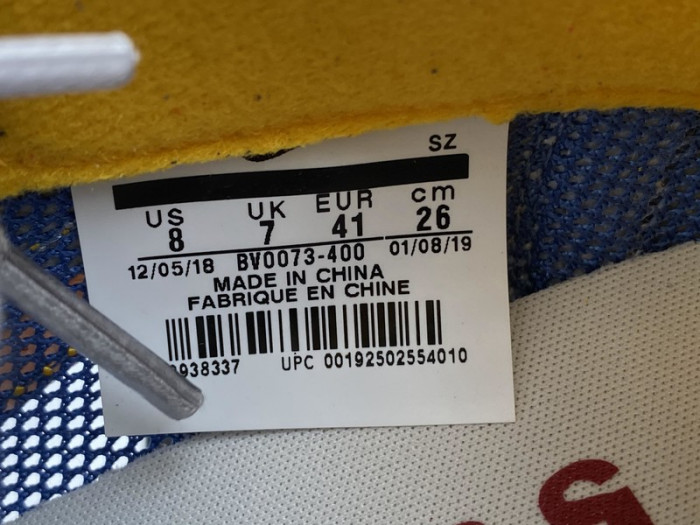 SZ
US UK EUR cm
8 7 41 26
12/05/18 BV0073-400 01/08/19
MADE IN CHINA
FABRIQUE EN CHINE
938337 UPC 00192502554010